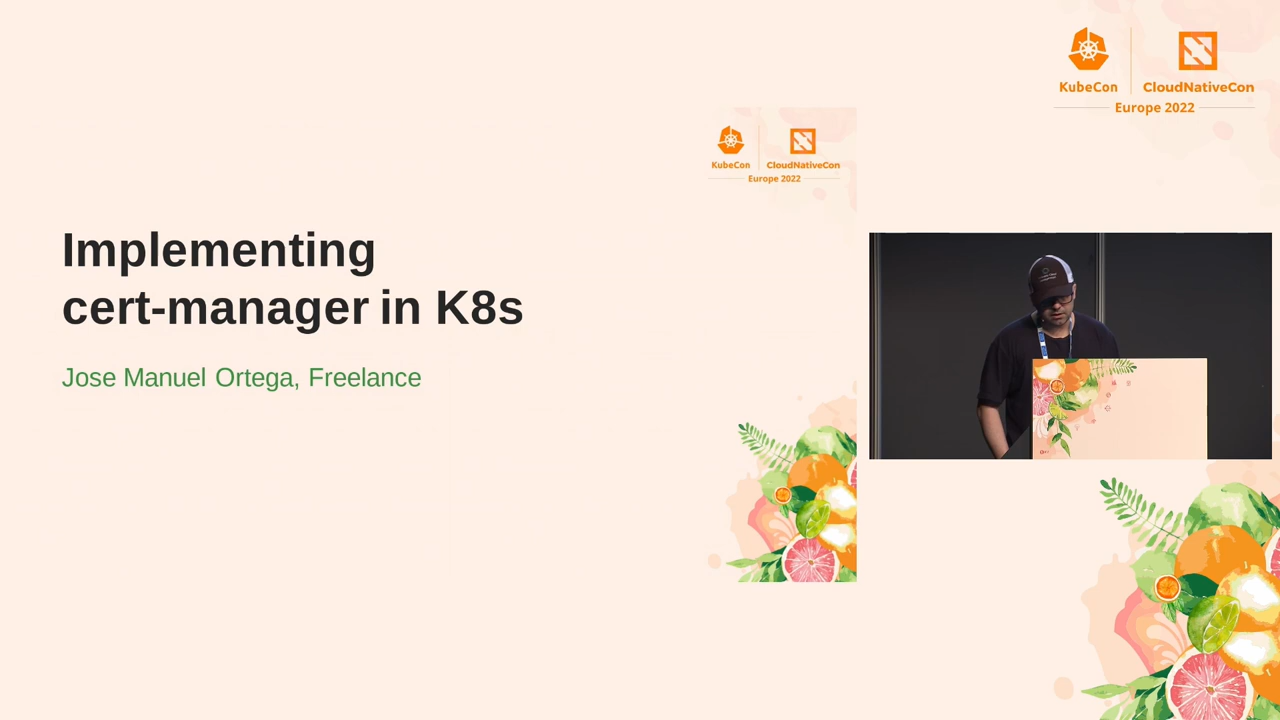 KubeCon
CloudNativeCon
Europe 2022
KubeCon
CloudNativeCon
Europe 2022
Implementing
cert-manager in K8s
Jose Manuel Ortega, Freelance